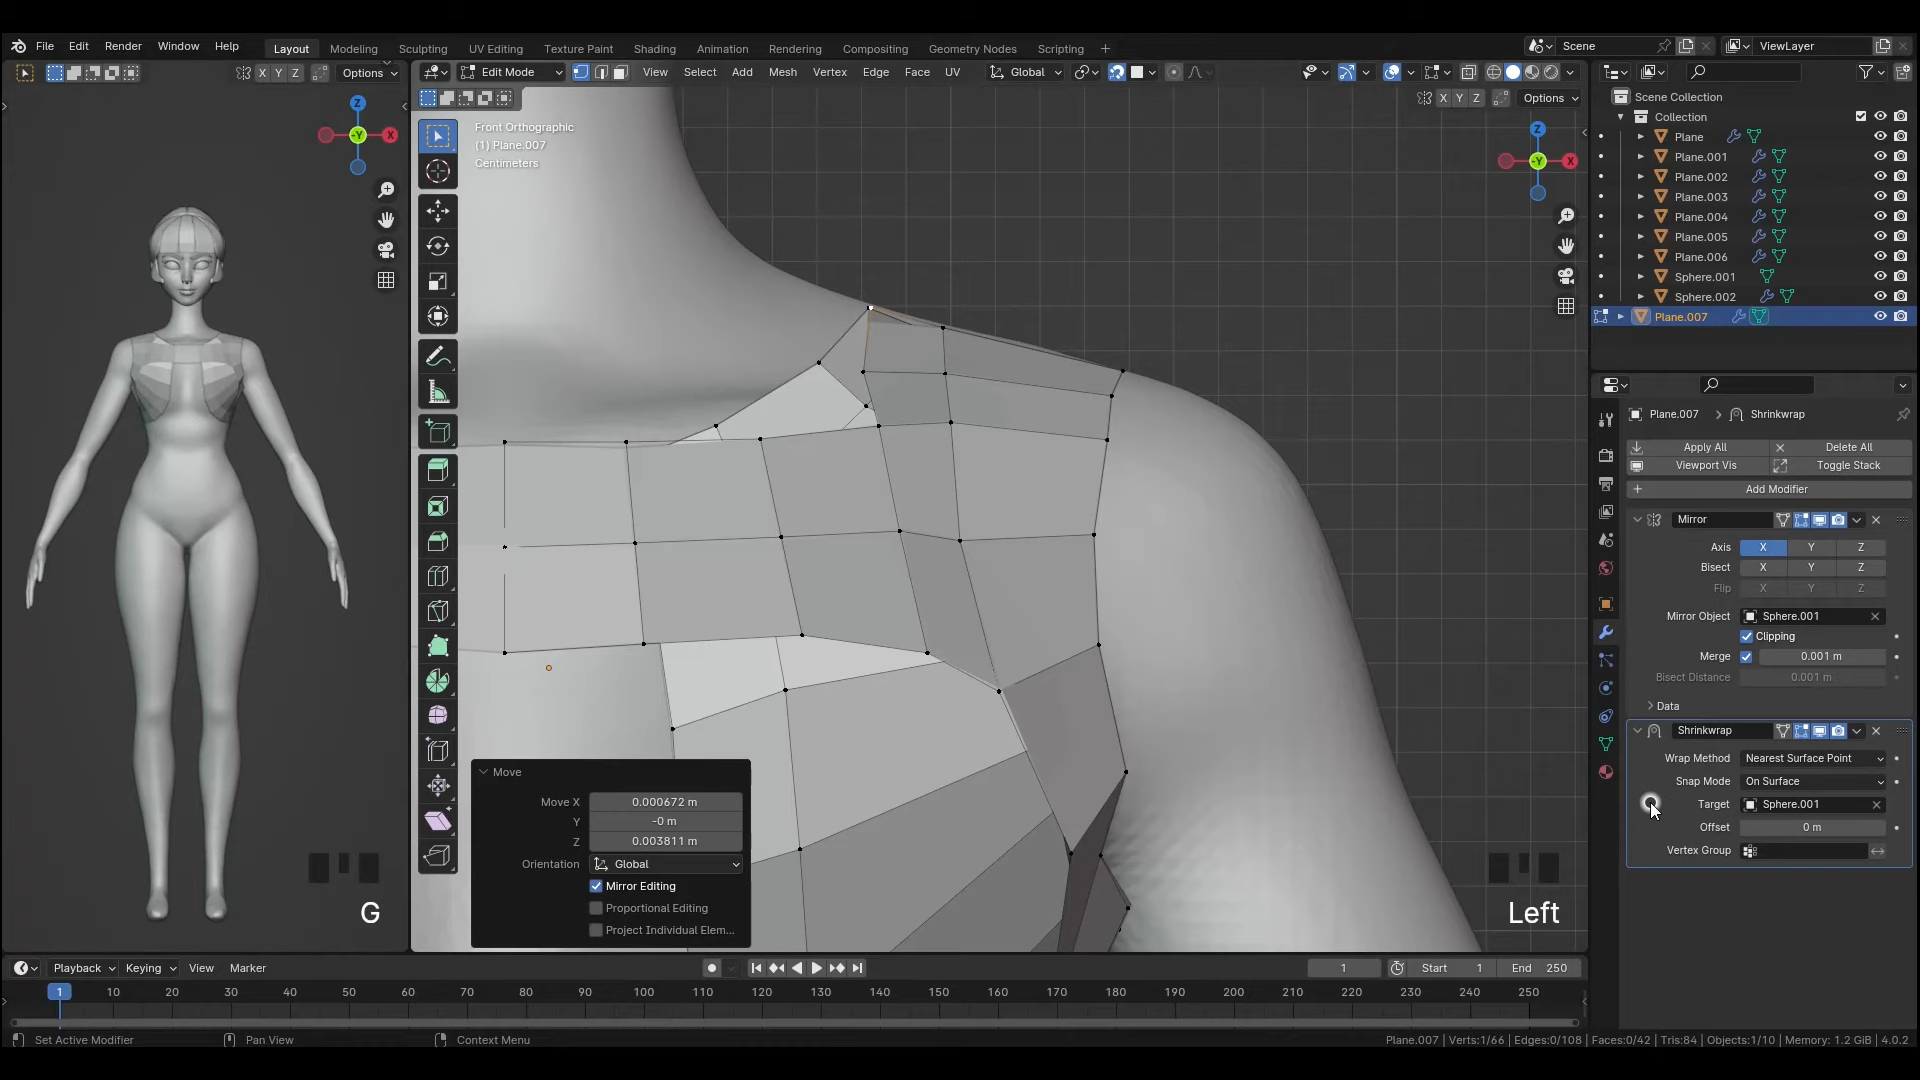 File Edit Render Window Help Layout Modeling Sculpting UV Editing Texture Paint Shading Animation Rendering Compositing Geometry Nodes Scripting + Scene ViewLayer
X Y Z Options Edit Mode View Select Add Mesh Vertex Edge Face UV Global
X Y Z Options
Scene Collection
Collection
Plane
Plane.001
Plane.002
Plane.003
Plane.004
Plane.005
Plane.006
Sphere.001
Sphere.002
Plane.007
Z
-Y X
Front Orthographic
(1) Plane.007
Centimeters
Z
-Y X
Plane.007 > Shrinkwrap
Apply All Delete All
Viewport Vis Toggle Stack
Add Modifier
Mirror
Axis X Y Z
Bisect X Y Z
Flip X Y Z
Mirror Object Sphere.001
Clipping
Merge 0.001 m
Bisect Distance 0.001 m
Data
Shrinkwrap
Wrap Method Nearest Surface Point
Snap Mode On Surface
Target Sphere.001
Offset 0 m
Vertex Group
Move
Move X 0.000672 m
Y -0 m
Z 0.003811 m
Orientation Global
Mirror Editing
Proportional Editing
Project Individual Elem...
G
Left
Playback Keying View Marker 1 Start 1 End 250
1 10 20 30 40 50 60 70 80 90 100 110 120 130 140 150 160 170 180 190 200 210 220 230 240 250
Set Active Modifier Pan View Context Menu Plane.007 | Verts:1/66 | Edges:0/108 | Faces:0/42 | Tris:84 | Objects:1/10 | Memory: 1.2 GiB | 4.0.2